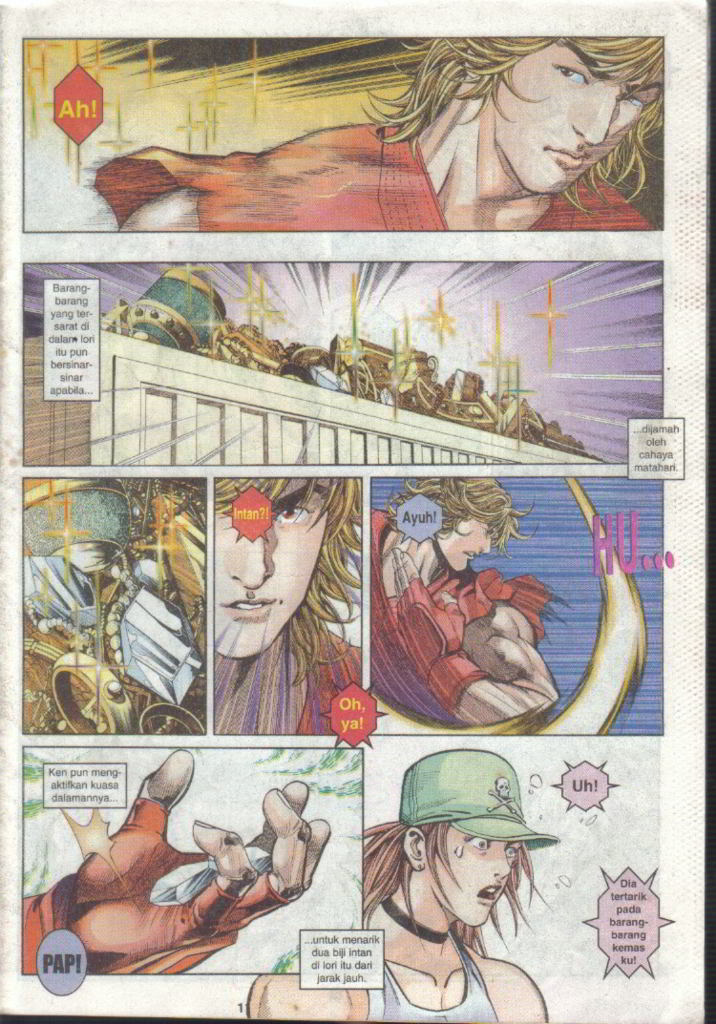 Ah!
Barang-
barang
yang ter-
sarat di
dalam lori
itu pun
bersinar-
sinar
apabila...
...dijamah
oleh
cahaya
matahari.
Intan?!
Ayuh!
HU...
Oh,
ya!
Ken pun meng-
aktifkan kuasa
dalamannya...
PAP!
...untuk menarik
dua biji intan
di lori itu dari
jarak jauh.
Uh!
Dia
tertarik
pada
barang-
barang
kemas
ku!